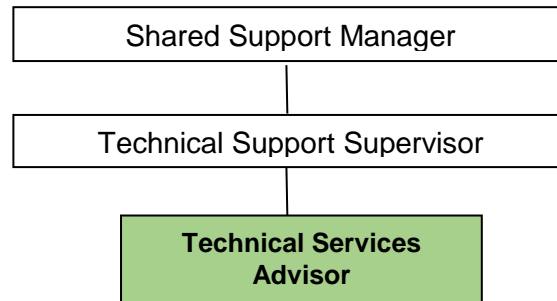 Shared Support Manager
Technical Support Supervisor
Technical Services
Advisor